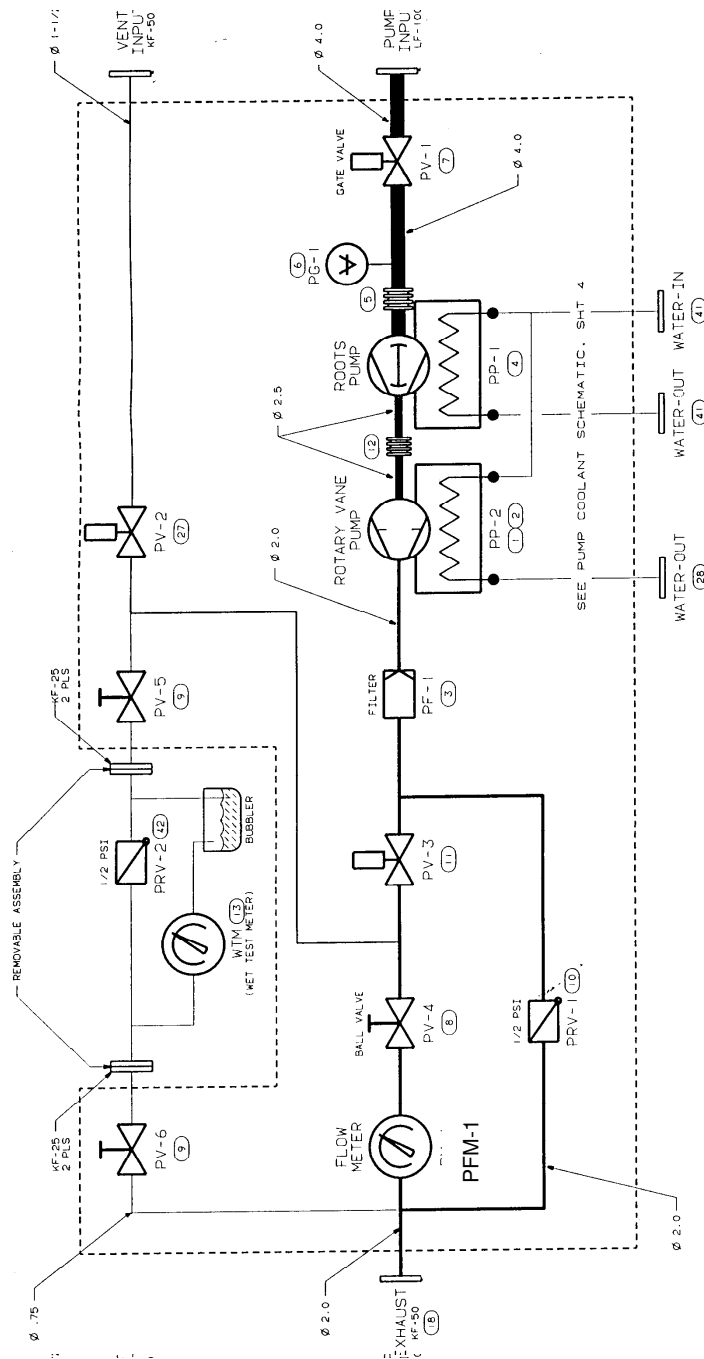 Ø 1-1/
VENT
INPU
KF-50
Ø 4.0
PUMP
INPU
LF-100
GATE VALVE
PV-1
7
Ø 4.0
6
PG-1
5
ROOTS
PUMP
PP-1
4
SEE PUMP COOLANT SCHEMATIC, SHT 4
WATER-IN
41
WATER-OUT
41
Ø 2.5
12
ROTARY VANE
PUMP
PP-2
1
2
WATER-OUT
28
PV-2
27
Ø 2.0
FILTER
PF-1
3
KF-25
2 PLS
PV-5
9
REMOVABLE ASSEMBLY
1/2 PSI
PRV-2
42
BUBBLER
WTM
13
(WET TEST METER)
PV-3
11
BALL VALVE
PV-4
8
1/2 PSI
PRV-1
10
KF-25
2 PLS
PV-6
9
FLOW
METER
PFM-1
Ø .75
Ø 2.0
Ø 2.0
EXHAUST
KF-50
18